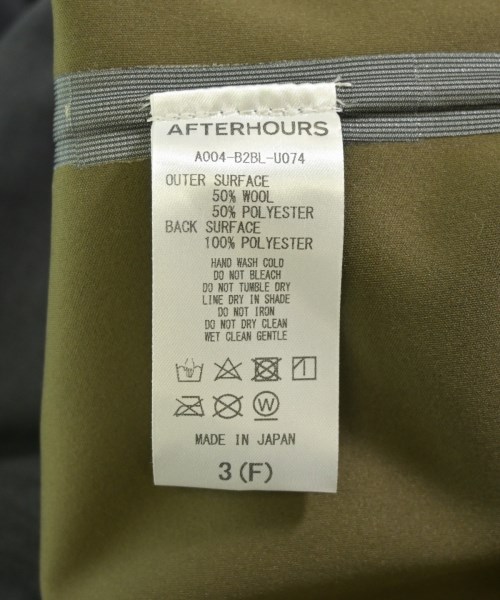 AFTERHOURS
A004-B2BL-U074
OUTER SURFACE
50% WOOL
50% POLYESTER
BACK SURFACE
100% POLYESTER
HAND WASH COLD
DO NOT BLEACH
DO NOT TUMBLE DRY
LINE DRY IN SHADE
DO NOT IRON
DO NOT DRY CLEAN
WET CLEAN GENTLE
W
MADE IN JAPAN
3(F)